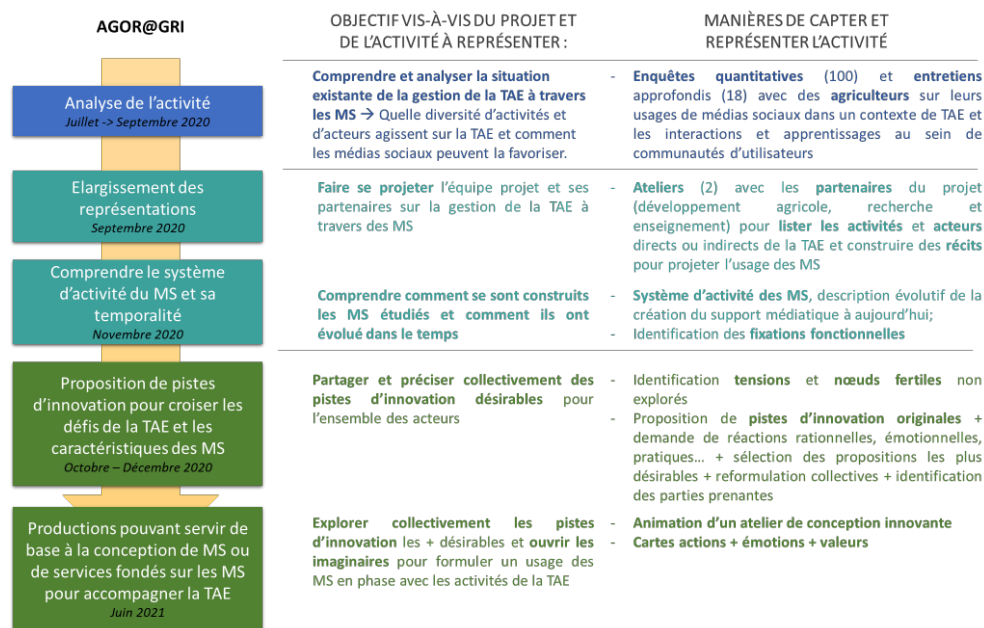 AGOR@GRI
OBJECTIF VIS-À-VIS DU PROJET ET
DE L'ACTIVITÉ À REPRÉSENTER :
MANIÈRES DE CAPTER ET
REPRÉSENTER L'ACTIVITÉ
Analyse de l'activité
Juillet -> Septembre 2020
Comprendre et analyser la situation
existante de la gestion de la TAE à travers
les MS → Quelle diversité d'activités et
d'acteurs agissent sur la TAE et comment
les médias sociaux peuvent la favoriser.
- Enquêtes quantitatives (100) et entretiens
approfondis (18) avec des agriculteurs sur leurs
usages de médias sociaux dans un contexte de TAE et
les interactions et apprentissages au sein de
communautés d'utilisateurs
Elargissement des
représentations
Septembre 2020
Faire se projeter l'équipe projet et ses
partenaires sur la gestion de la TAE à
travers des MS
- Ateliers (2) avec les partenaires du projet
(développement agricole, recherche et
enseignement) pour lister les activités et acteurs
directs ou indirects de la TAE et construire des récits
pour projeter l'usage des MS
Comprendre le système
d'activité du MS et sa
temporalité
Novembre 2020
Comprendre comment se sont construits
les MS étudiés et comment ils ont
évolué dans le temps
- Système d'activité des MS, description évolutif de la
création du support médiatique à aujourd'hui;
- Identification des fixations fonctionnelles
Proposition de pistes
d'innovation pour croiser les
défis de la TAE et les
caractéristiques des MS
Octobre – Décembre 2020
Partager et préciser collectivement des
pistes d'innovation désirables pour
l'ensemble des acteurs
- Identification tensions et nœuds fertiles non
explorés
- Proposition de pistes d'innovation originales +
demande de réactions rationnelles, émotionnelles,
pratiques... + sélection des propositions les plus
désirables + reformulation collectives + identification
des parties prenantes
Productions pouvant servir de
base à la conception de MS ou
de services fondés sur les MS
pour accompagner la TAE
Juin 2021
Explorer collectivement les pistes
d'innovation les + désirables et ouvrir les
imaginaires pour formuler un usage des
MS en phase avec les activités de la TAE
- Animation d'un atelier de conception innovante
- Cartes actions + émotions + valeurs